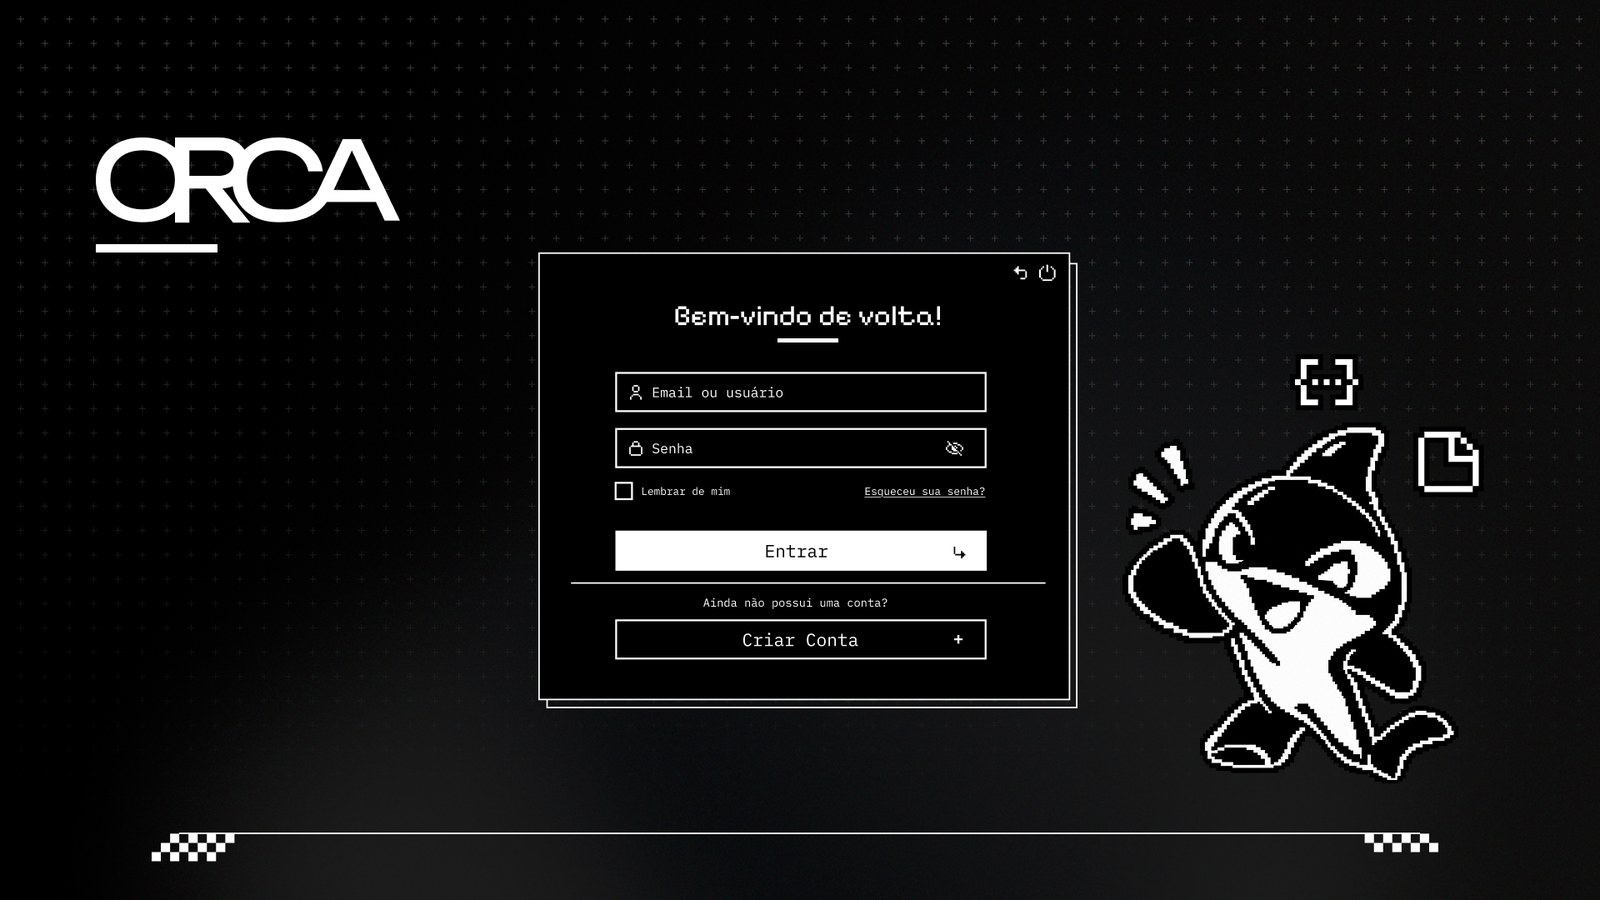 ORCA
Bem-vindo de volta!
Email ou usuário
Senha
Lembrar de mim
Esqueceu sua senha?
Entrar
Ainda não possui uma conta?
Criar Conta +